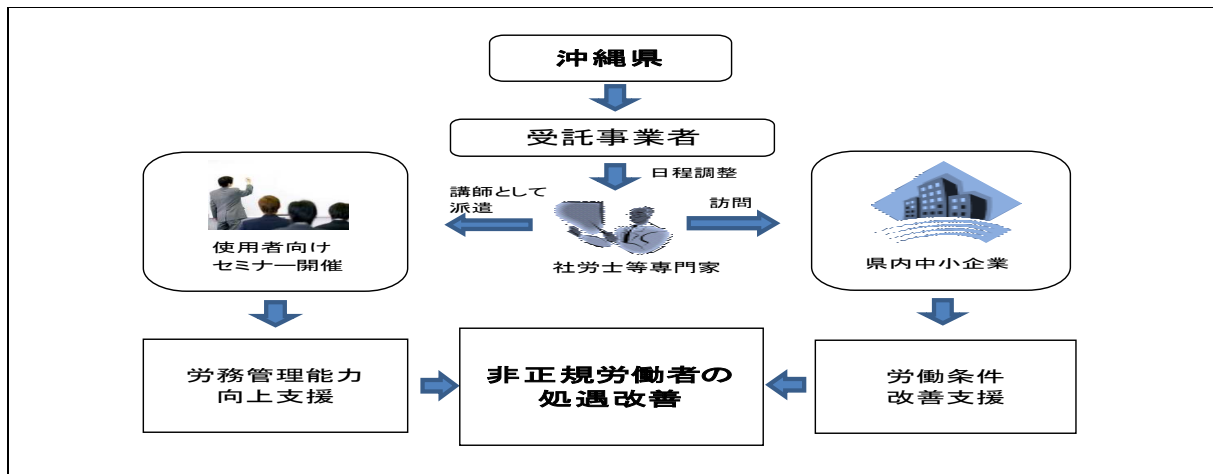 沖縄県
受託事業者
日程調整
講師として
派遣
訪問
使用者向け
セミナー開催
社労士等専門家
県内中小企業
労務管理能力
向上支援
非正規労働者の
処遇改善
労働条件
改善支援